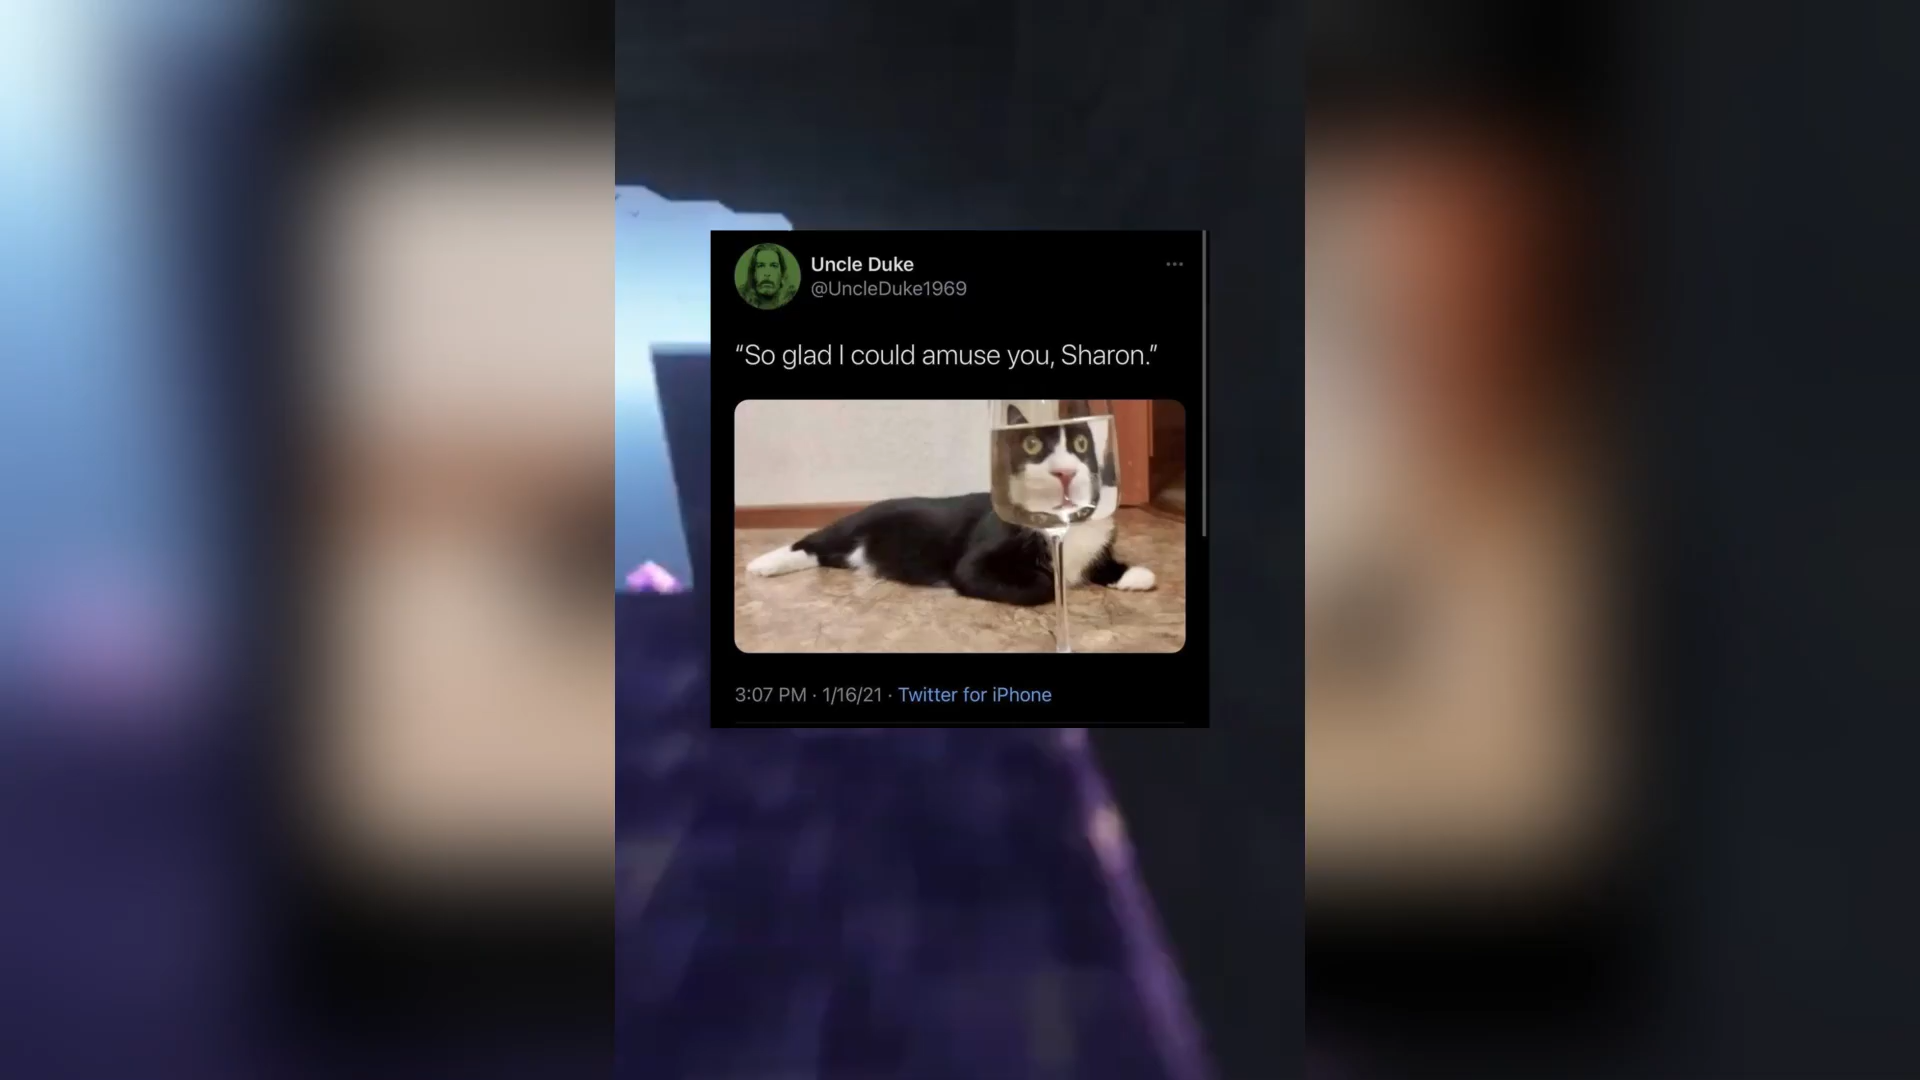 Uncle Duke
@UncleDuke1969
“So glad I could amuse you, Sharon.”
3:07 PM · 1/16/21 · Twitter for iPhone